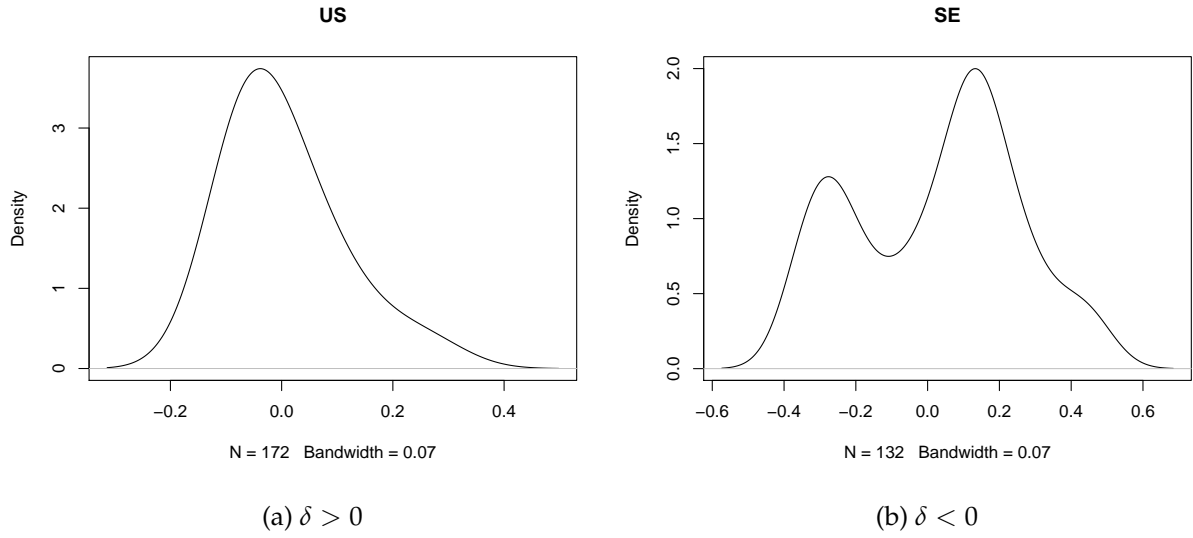 US
Density
3
2
1
0
−0.2 0.0 0.2 0.4
N = 172 Bandwidth = 0.07
(a) δ > 0
SE
Density
2.0
1.5
1.0
0.5
0.0
−0.6 −0.4 −0.2 0.0 0.2 0.4 0.6
N = 132 Bandwidth = 0.07
(b) δ < 0